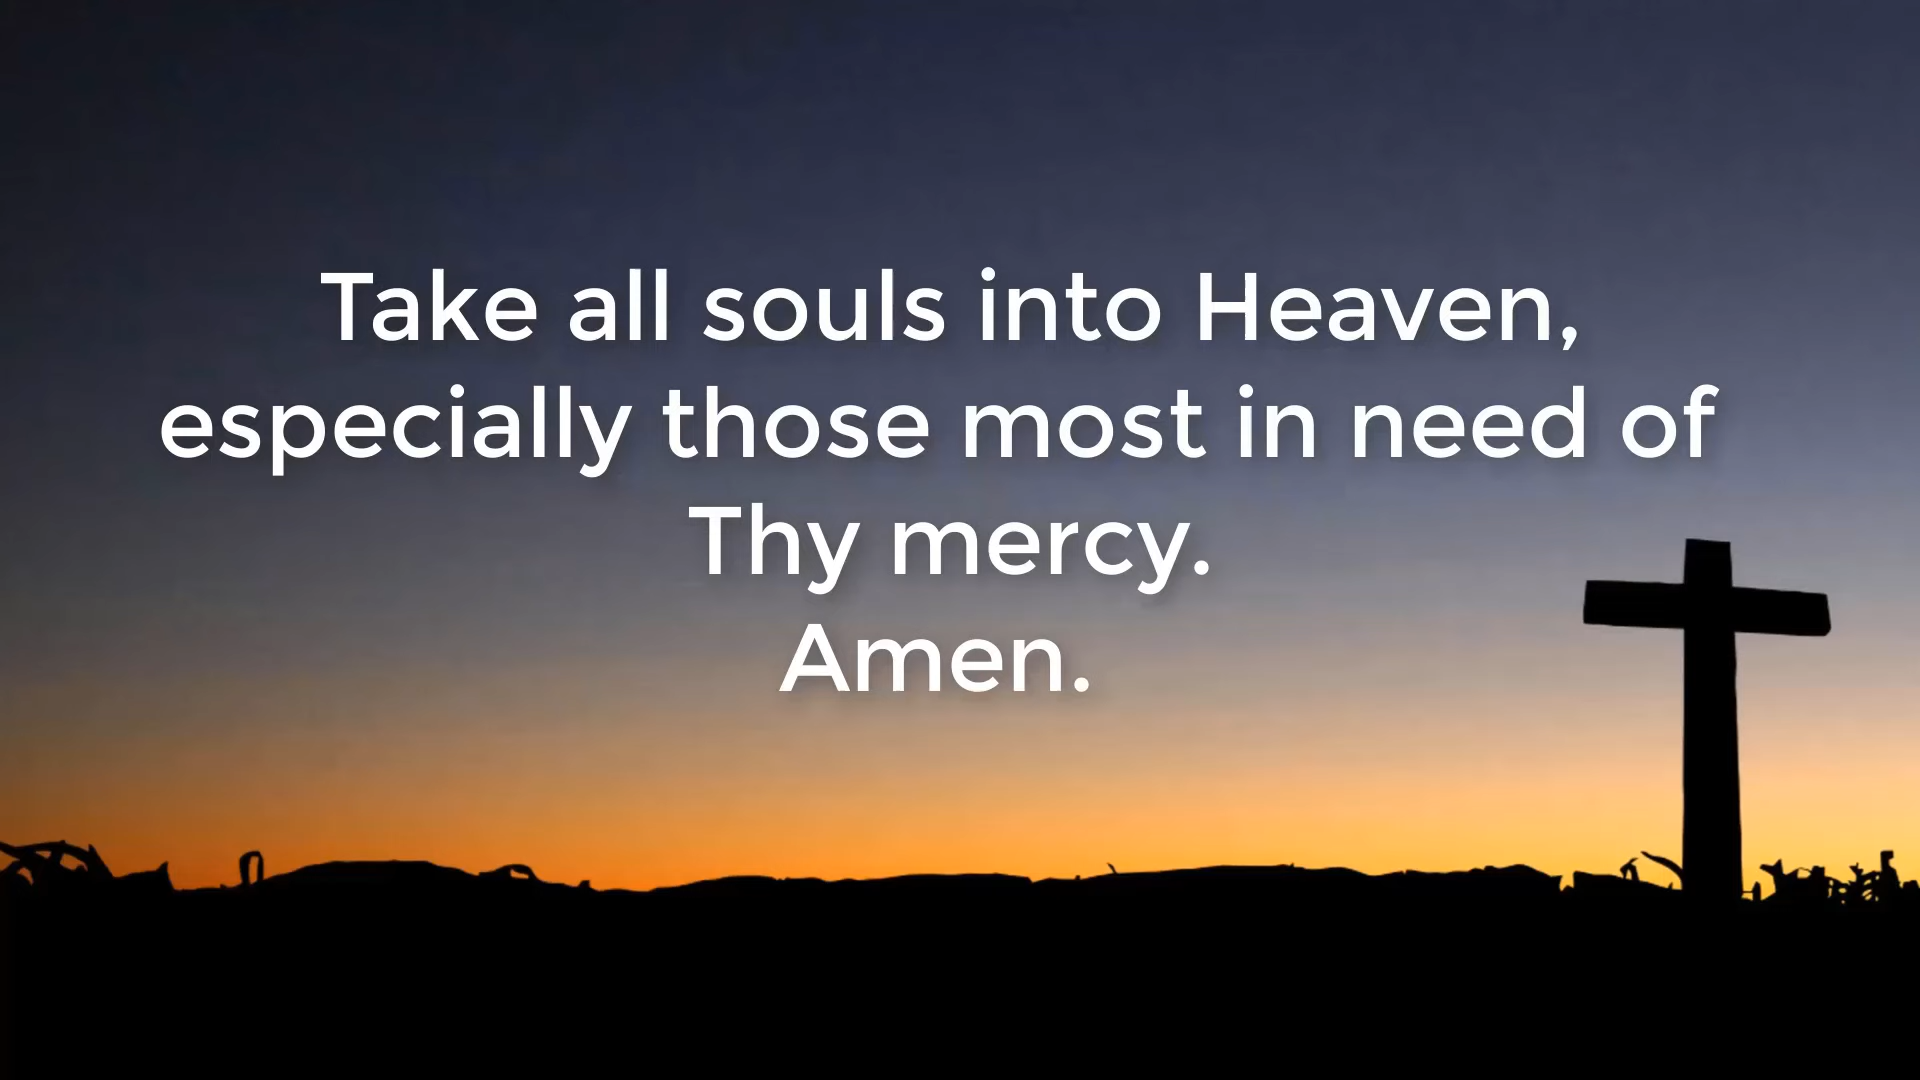 Take all souls into Heaven,
especially those most in need of
Thy mercy.
Amen.